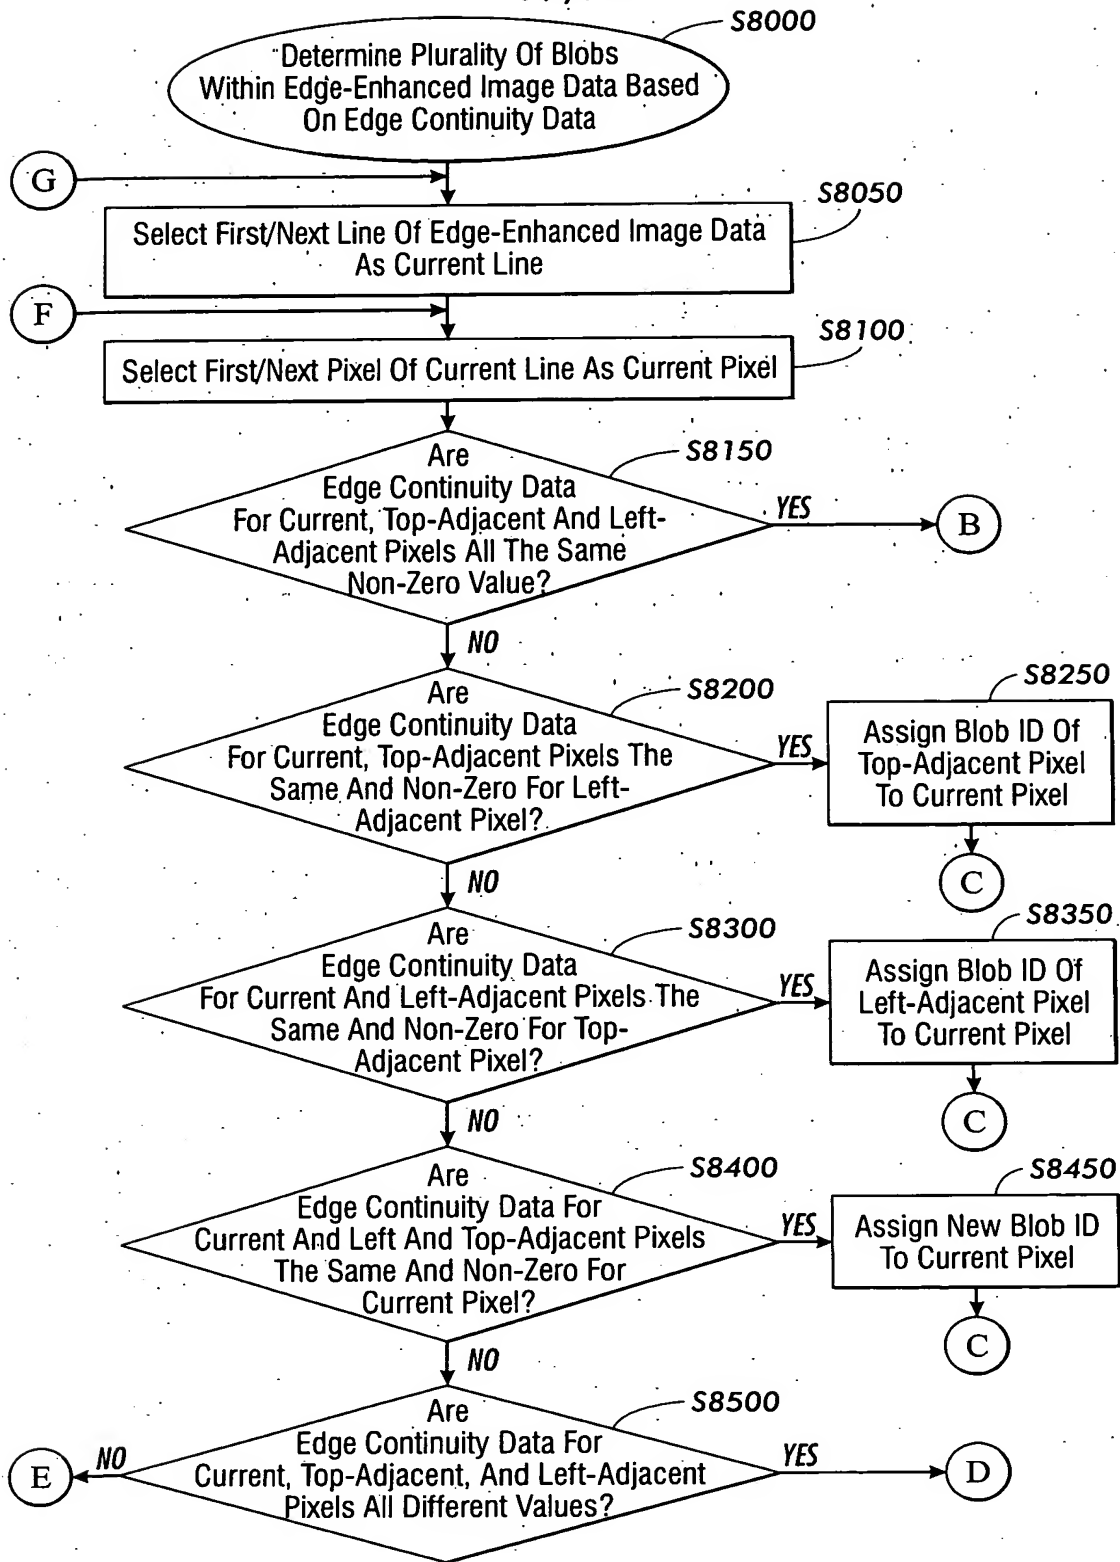 S8000
Determine Plurality Of Blobs
Within Edge-Enhanced Image Data Based
On Edge Continuity Data
G
S8050
Select First/Next Line Of Edge-Enhanced Image Data
As Current Line
F
S8100
Select First/Next Pixel Of Current Line As Current Pixel
S8150
Are
Edge Continuity Data
For Current, Top-Adjacent And Left-
Adjacent Pixels All The Same
Non-Zero Value?
YES
B
NO
S8200
Are
Edge Continuity Data
For Current, Top-Adjacent Pixels The
Same And Non-Zero For Left-
Adjacent Pixel?
YES
S8250
Assign Blob ID Of
Top-Adjacent Pixel
To Current Pixel
C
NO
S8300
Are
Edge Continuity Data
For Current And Left-Adjacent Pixels The
Same And Non-Zero For Top-
Adjacent Pixel?
YES
S8350
Assign Blob ID Of
Left-Adjacent Pixel
To Current Pixel
C
NO
S8400
Are
Edge Continuity Data For
Current And Left And Top-Adjacent Pixels
The Same And Non-Zero For
Current Pixel?
YES
S8450
Assign New Blob ID
To Current Pixel
C
NO
S8500
Are
Edge Continuity Data For
Current, Top-Adjacent, And Left-Adjacent
Pixels All Different Values?
NO
E
YES
D